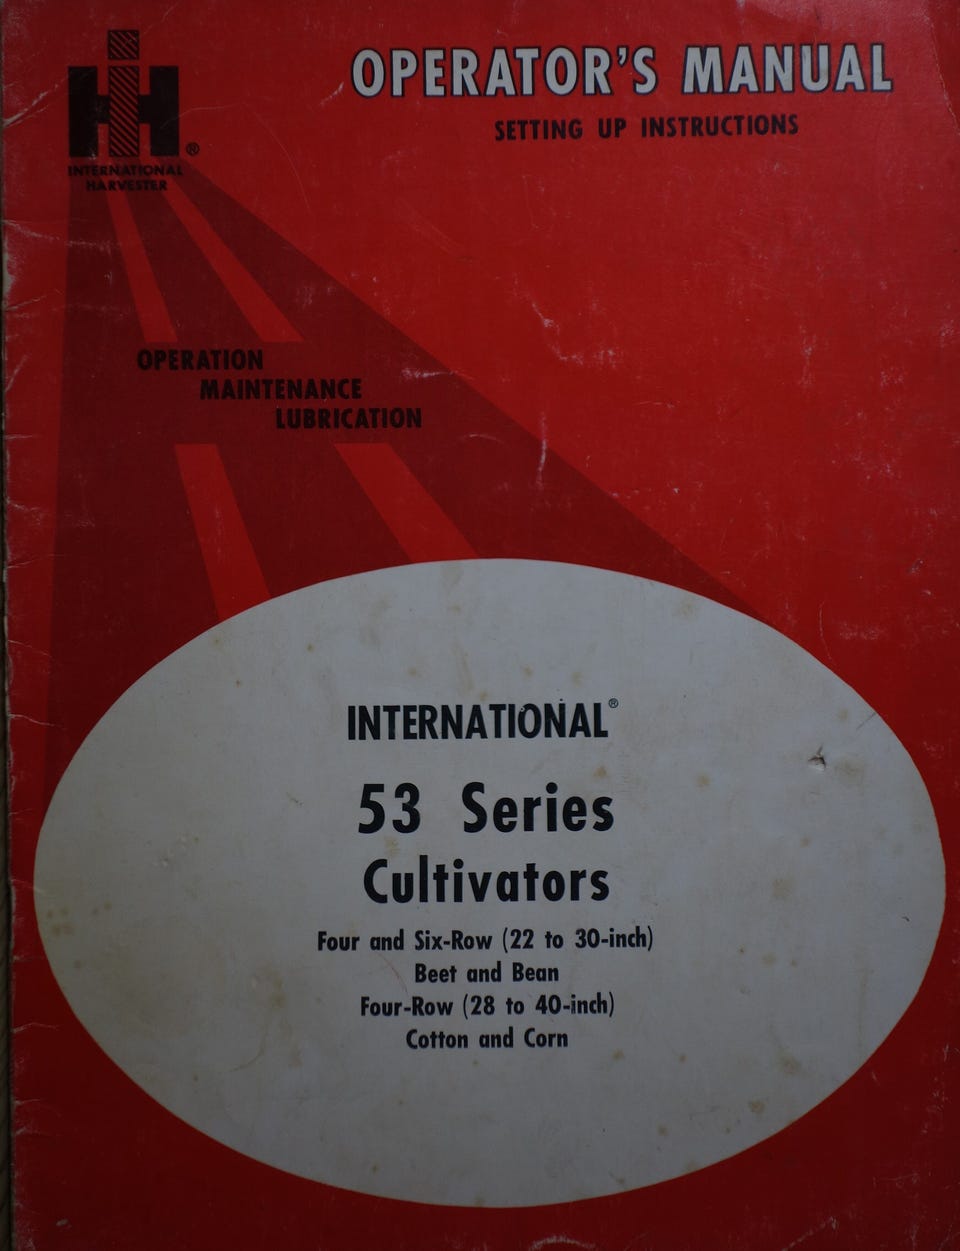 OPERATOR'S MANUAL
SETTING UP INSTRUCTIONS
IH®
INTERNATIONAL
HARVESTER
OPERATION
MAINTENANCE
LUBRICATION
INTERNATIONAL®
53 Series
Cultivators
Four and Six-Row (22 to 30-inch)
Beet and Bean
Four-Row (28 to 40-inch)
Cotton and Corn